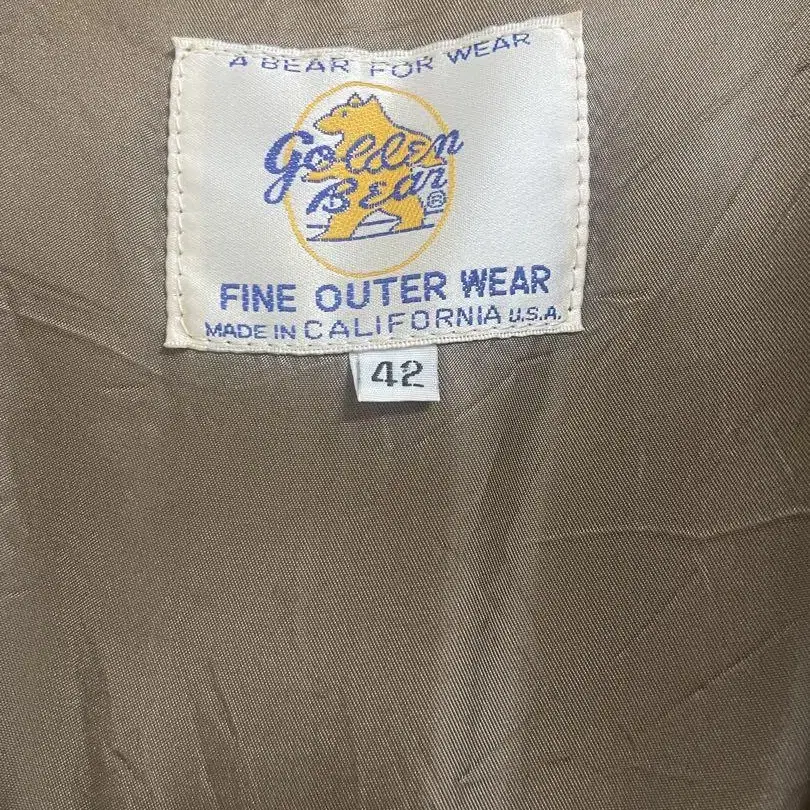 A BEAR FOR WEAR
Golden
Bear®
FINE OUTER WEAR
MADE IN CALIFORNIA U.S.A.
42